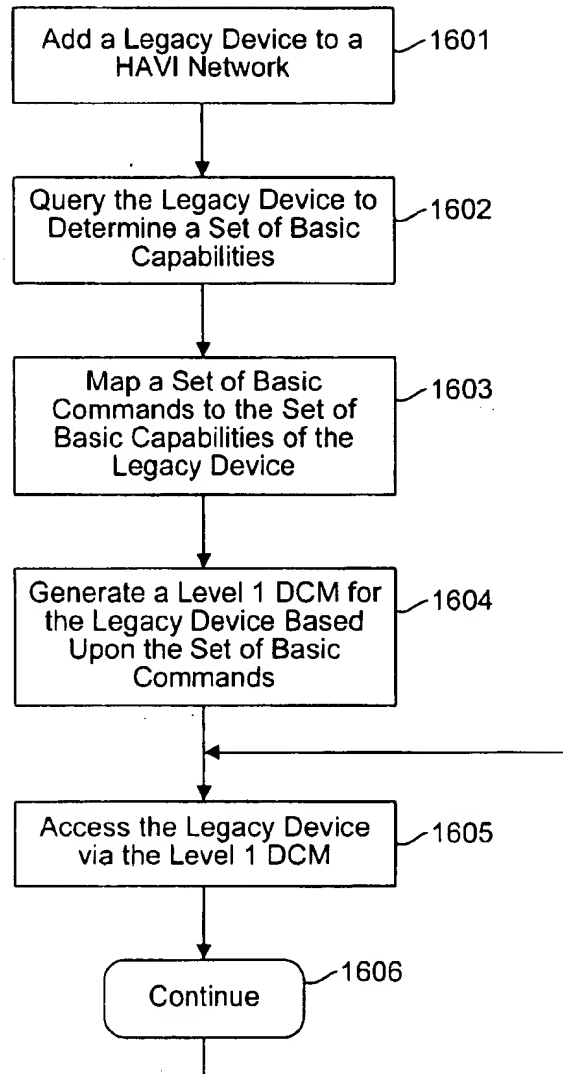 Add a Legacy Device to a
HAVI Network
1601
Query the Legacy Device to
Determine a Set of Basic
Capabilities
1602
Map a Set of Basic
Commands to the Set of
Basic Capabilities of the
Legacy Device
1603
Generate a Level 1 DCM for
the Legacy Device Based
Upon the Set of Basic
Commands
1604
Access the Legacy Device
via the Level 1 DCM
1605
Continue
1606